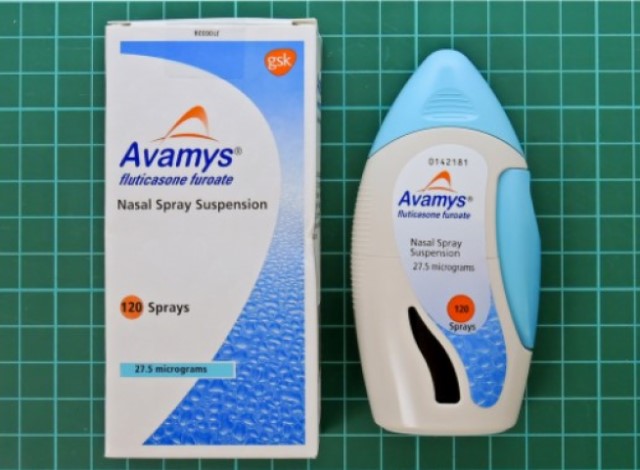 gsk
Avamys®
fluticasone furoate
Nasal Spray Suspension
120 Sprays
27.5 micrograms
0142181
Avamys®
fluticasone furoate
Nasal Spray
Suspension
27.5 micrograms
120
Sprays